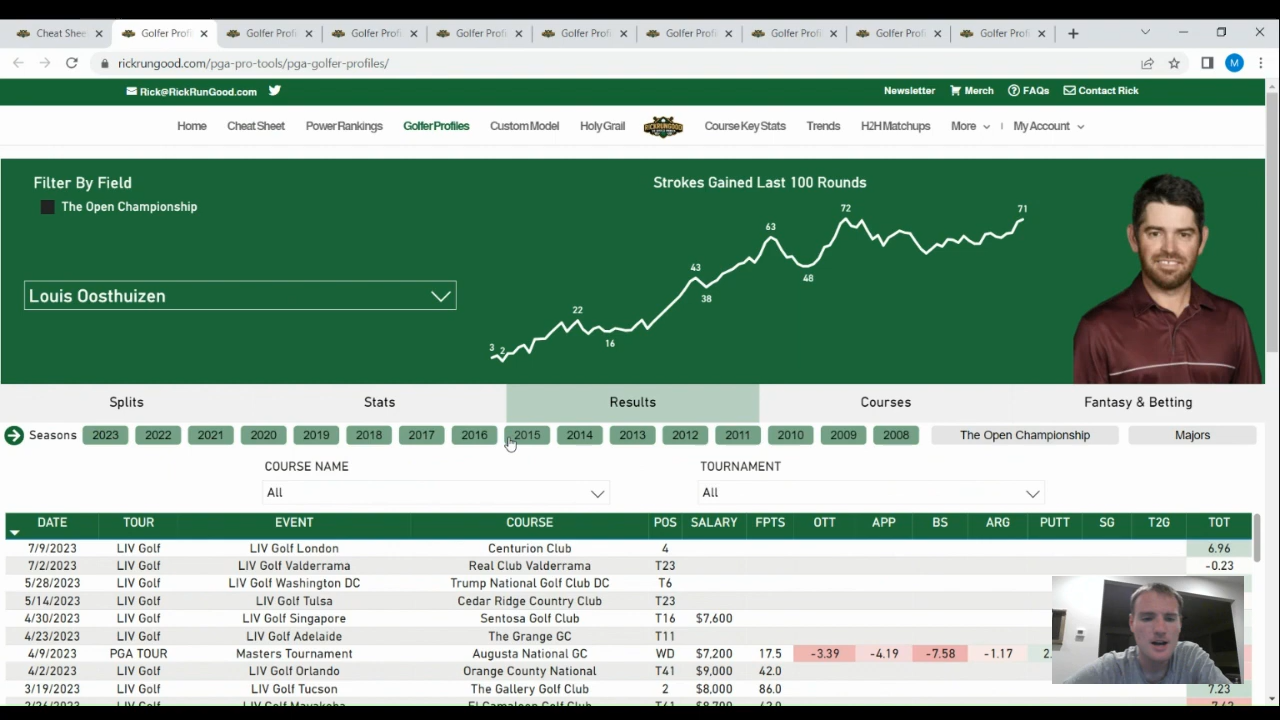 Cheat Shee
Golfer Profi
Golfer Profi
Golfer Profi
Golfer Profi
Golfer Profi
Golfer Profi
Golfer Profi
Golfer Profi
Golfer Profi
rickrungood.com/pga-pro-tools/pga-golfer-profiles/
M
Rick@RickRunGood.com
Newsletter Merch FAQs Contact Rick
Home Cheat Sheet Power Rankings Golfer Profiles Custom Model Holy Grail RICKRUNGOOD Course Key Stats Trends H2H Matchups More My Account
Filter By Field
The Open Championship
Louis Oosthuizen
Strokes Gained Last 100 Rounds
3 2 22 16 43 38 63 48 72 71
Splits Stats Results Courses Fantasy & Betting
Seasons 2023 2022 2021 2020 2019 2018 2017 2016 2015 2014 2013 2012 2011 2010 2009 2008 The Open Championship Majors
COURSE NAME TOURNAMENT
All All
DATE TOUR EVENT COURSE POS SALARY FPTS OTT APP BS ARG PUTT SG T2G TOT
7/9/2023 LIV Golf LIV Golf London Centurion Club 4 6.96
7/2/2023 LIV Golf LIV Golf Valderrama Real Club Valderrama T23 -0.23
5/28/2023 LIV Golf LIV Golf Washington DC Trump National Golf Club DC T6
5/14/2023 LIV Golf LIV Golf Tulsa Cedar Ridge Country Club T23
4/30/2023 LIV Golf LIV Golf Singapore Sentosa Golf Club T16 $7,600
4/23/2023 LIV Golf LIV Golf Adelaide The Grange GC T11
4/9/2023 PGA TOUR Masters Tournament Augusta National GC WD $7,200 17.5 -3.39 -4.19 -7.58 -1.17 2.
4/2/2023 LIV Golf LIV Golf Orlando Orange County National T41 $9,000 42.0
3/19/2023 LIV Golf LIV Golf Tucson The Gallery Golf Club 2 $8,000 86.0 7.23